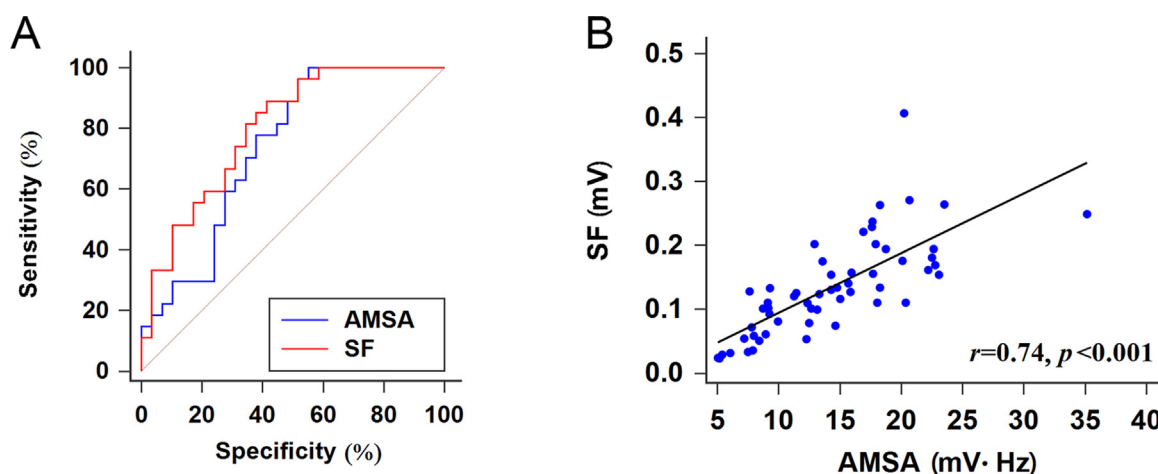 A
Sensitivity (%)
100
80
60
40
20
0
0 20 40 60 80 100
Specificity (%)
AMSA
SF
B
SF (mV)
0.5
0.4
0.3
0.2
0.1
0.0
r=0.74, p<0.001
5 10 15 20 25 30 35 40
AMSA (mV· Hz)